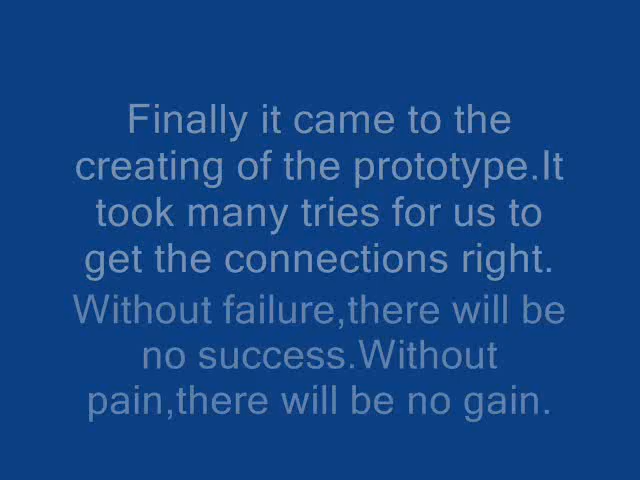 Finally it came to the
creating of the prototype.It
took many tries for us to
get the connections right.
Without failure,there will be
no success.Without
pain,there will be no gain.